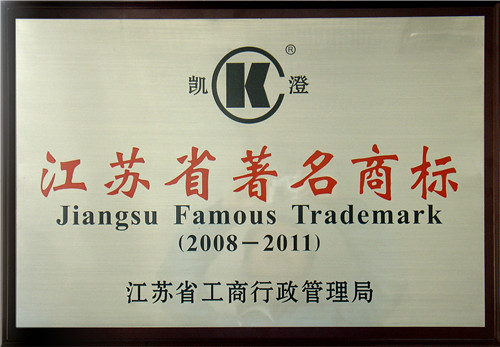 ®
凯 K 澄
江苏省著名商标
Jiangsu Famous Trademark
(2008－2011)
江苏省工商行政管理局